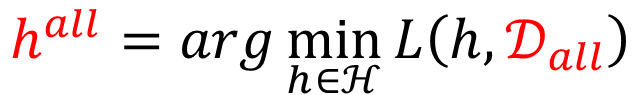 h^{all} = arg min_{h∈ℋ} L(h, 𝒟_{all})